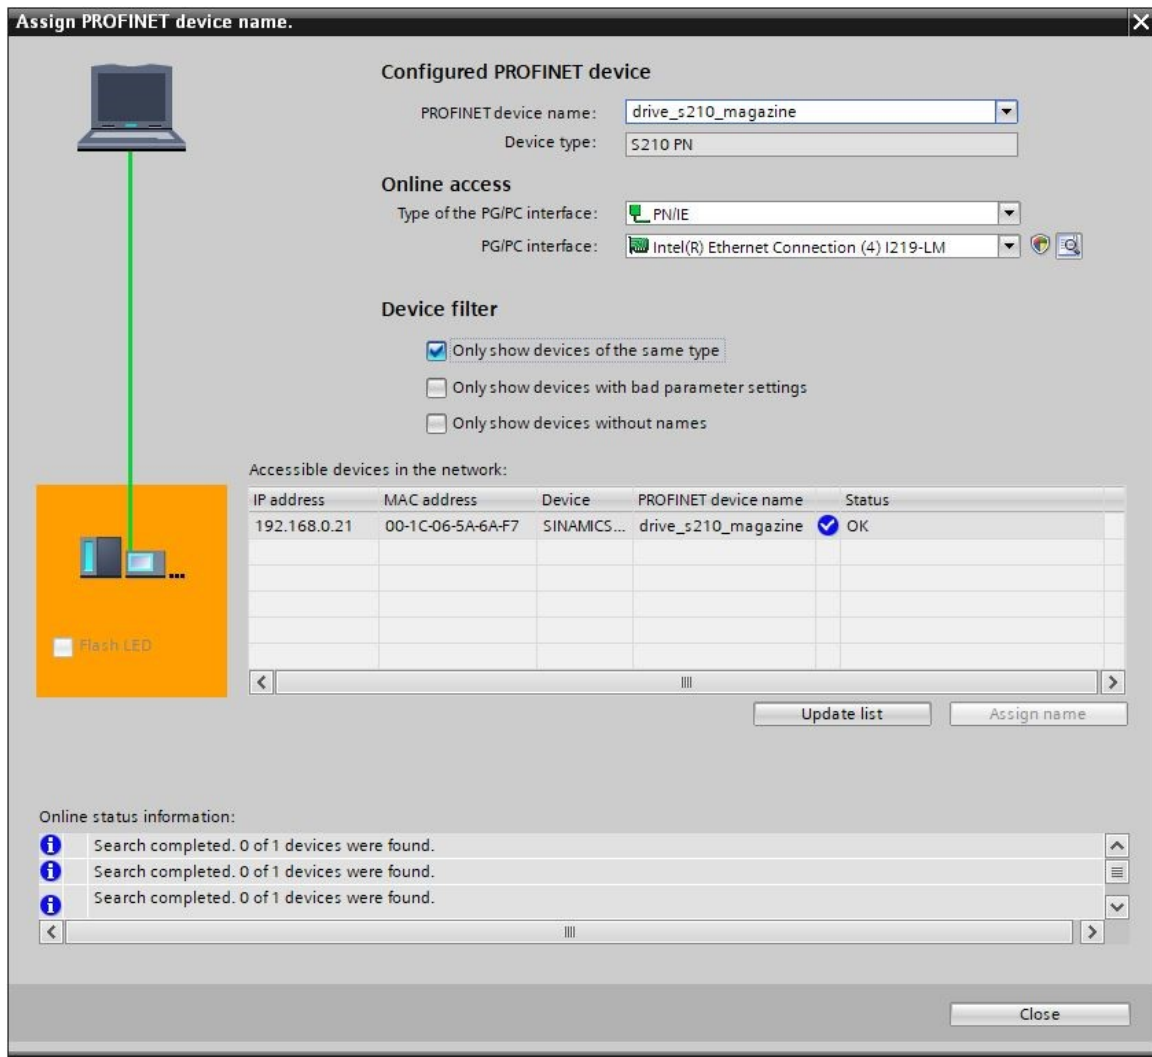 Assign PROFINET device name.
Configured PROFINET device
PROFINET device name: drive_s210_magazine
Device type: S210 PN
Online access
Type of the PG/PC interface: PN/IE
PG/PC interface: Intel(R) Ethernet Connection (4) I219-LM
Device filter
Only show devices of the same type
Only show devices with bad parameter settings
Only show devices without names
Accessible devices in the network:
IP address MAC address Device PROFINET device name Status
192.168.0.21 00-1C-06-5A-6A-F7 SINAMICS... drive_s210_magazine OK
Flash LED
Update list Assign name
Online status information:
Search completed. 0 of 1 devices were found.
Search completed. 0 of 1 devices were found.
Search completed. 0 of 1 devices were found.
Close